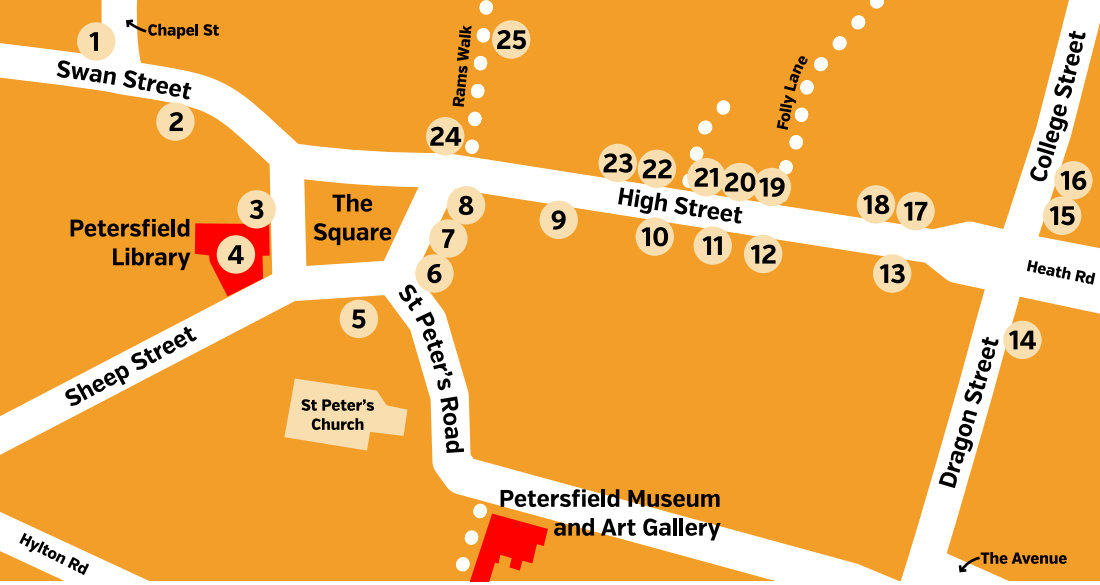 Chapel St
1
Swan Street
2
Rams Walk
25
Folly Lane
College Street
24
23
22
21
20
19
16
15
18
17
High Street
3
The
Square
8
7
6
9
10
11
12
13
Petersfield
Library
4
Heath Rd
5
St Peter's Road
14
Sheep Street
Dragon Street
St Peter's
Church
Petersfield Museum
and Art Gallery
Hylton Rd
The Avenue